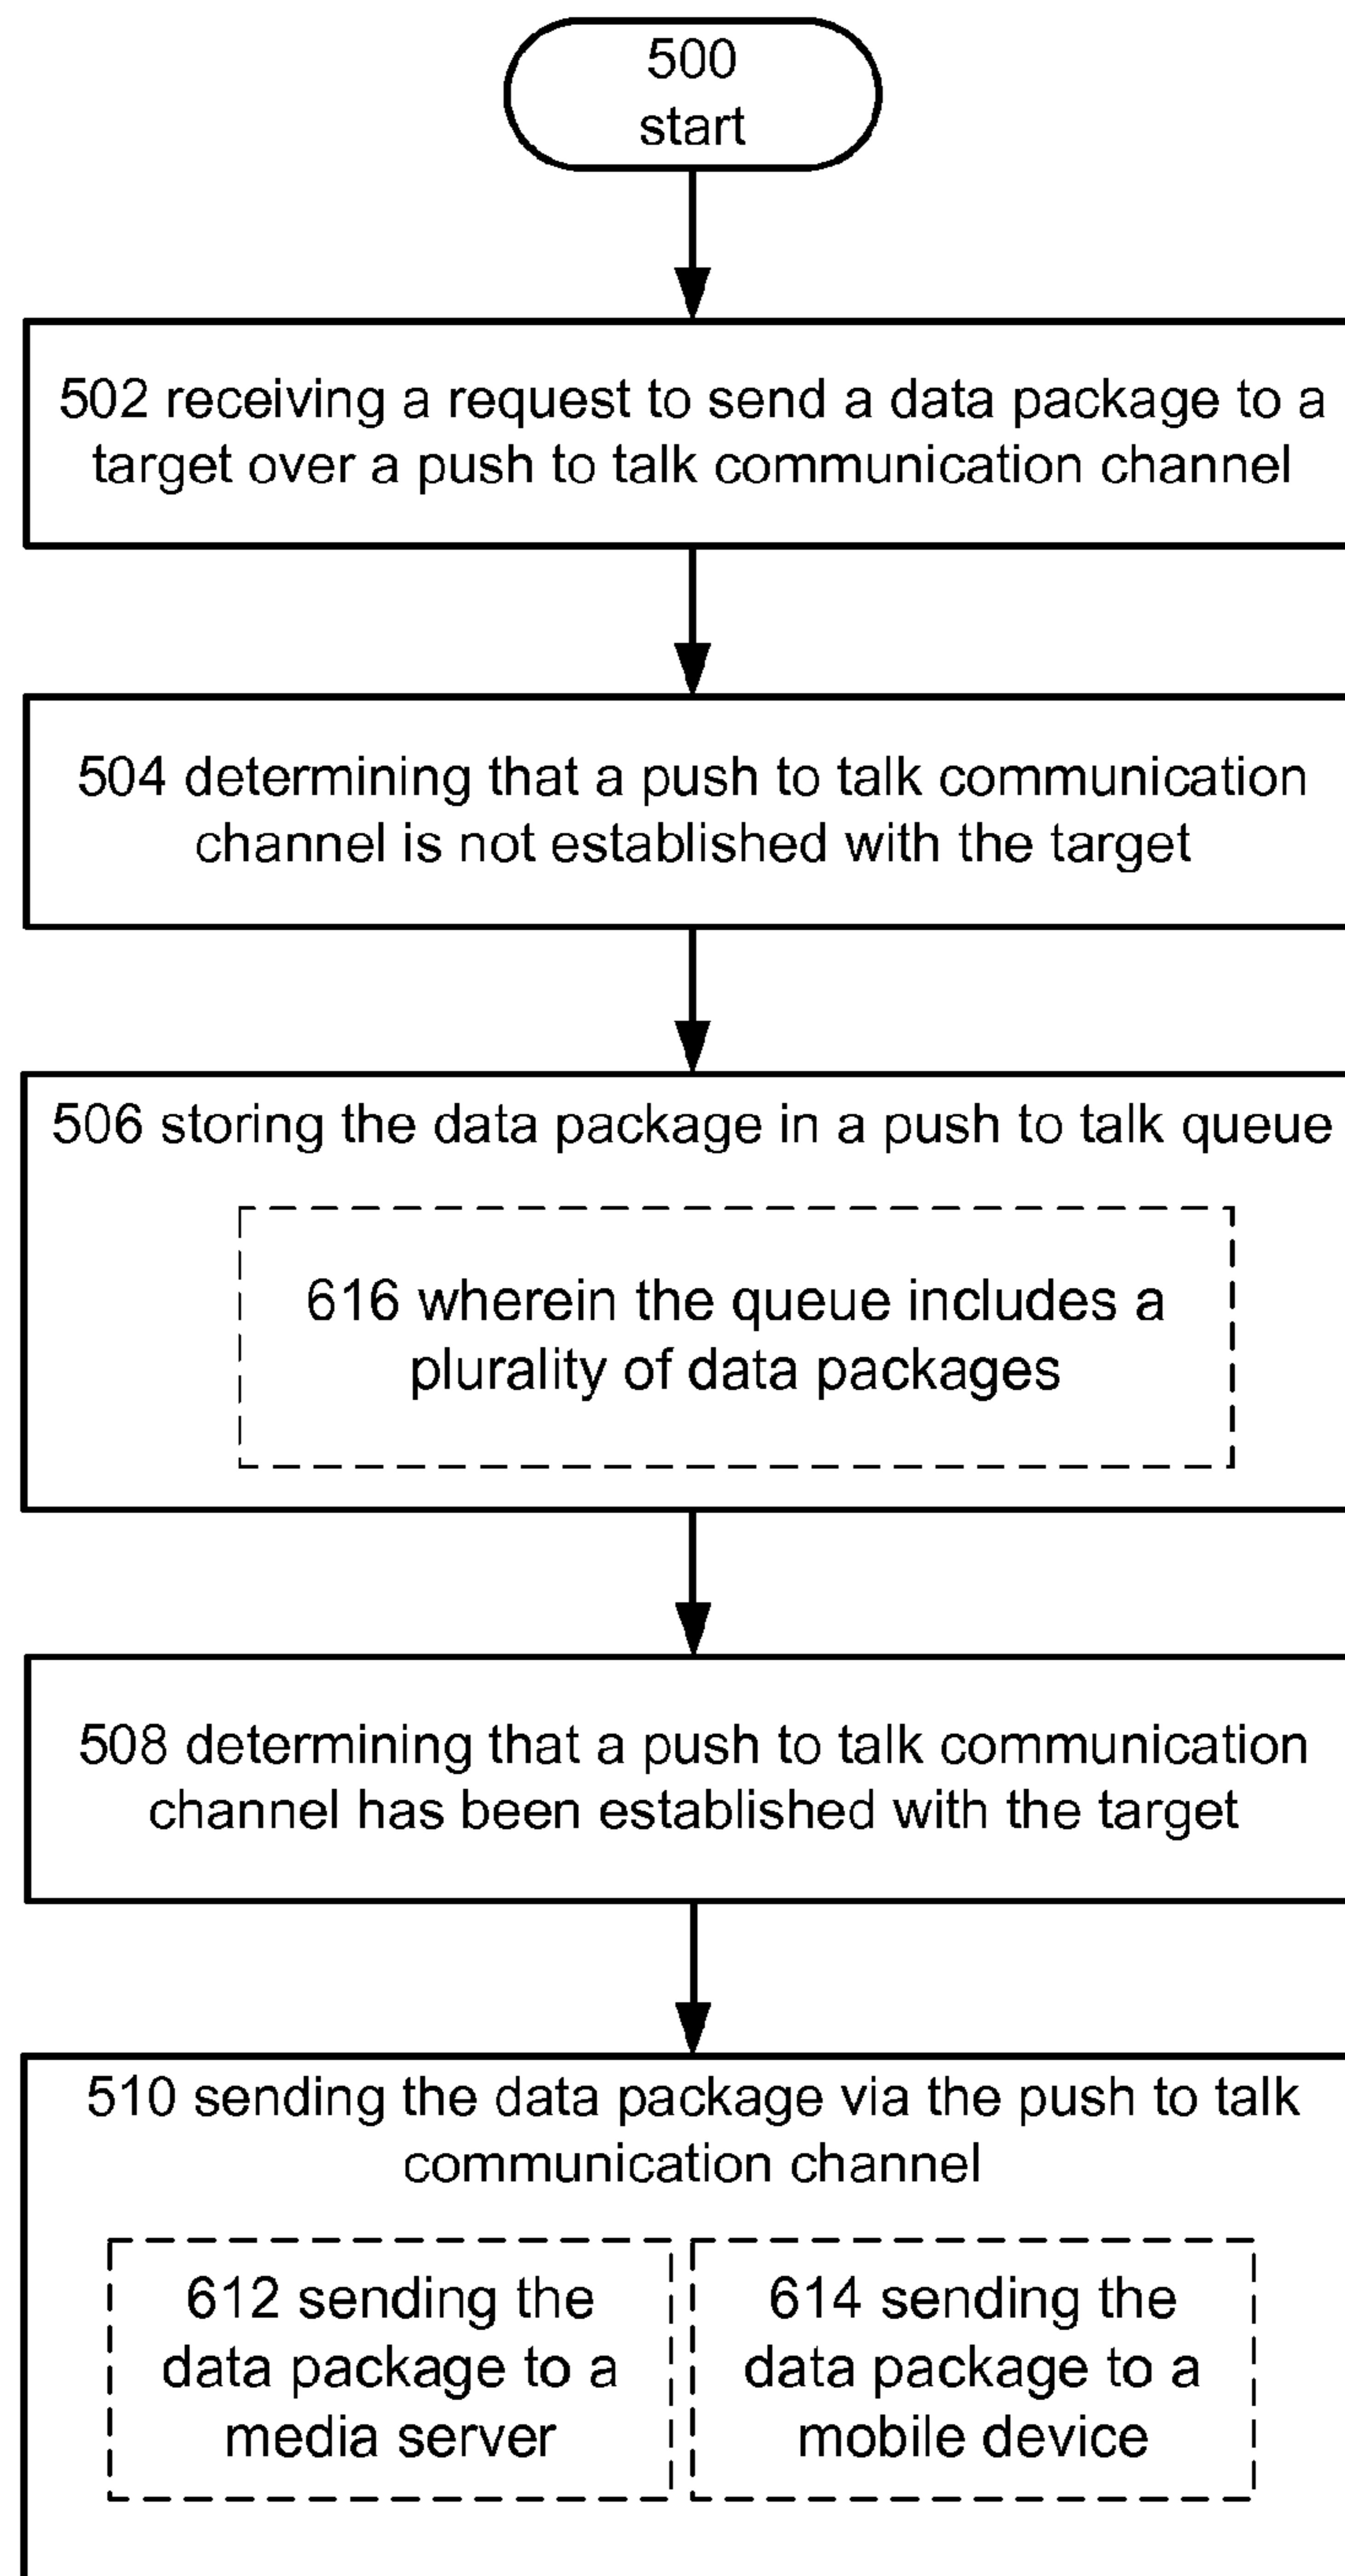 500
start
502 receiving a request to send a data package to a
target over a push to talk communication channel
504 determining that a push to talk communication
channel is not established with the target
506 storing the data package in a push to talk queue
616 wherein the queue includes a
plurality of data packages
508 determining that a push to talk communication
channel has been established with the target
510 sending the data package via the push to talk
communication channel
612 sending the
data package to a
media server
614 sending the
data package to a
mobile device